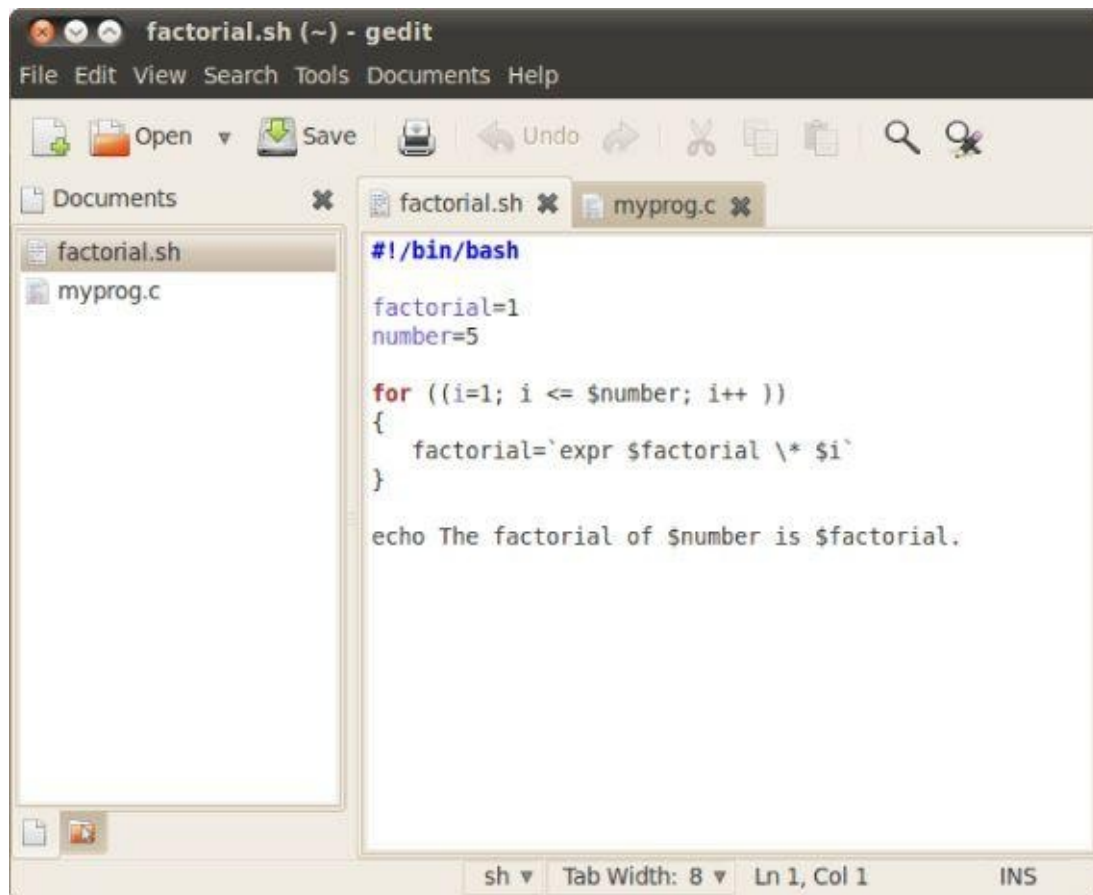 factorial.sh (~) - gedit
File Edit View Search Tools Documents Help
Open Save Undo
Documents
factorial.sh
myprog.c
factorial.sh myprog.c
#!/bin/bash
factorial=1
number=5
for ((i=1; i <= $number; i++ ))
{
factorial=`expr $factorial \* $i`
}
echo The factorial of $number is $factorial.
sh Tab Width: 8 Ln 1, Col 1 INS